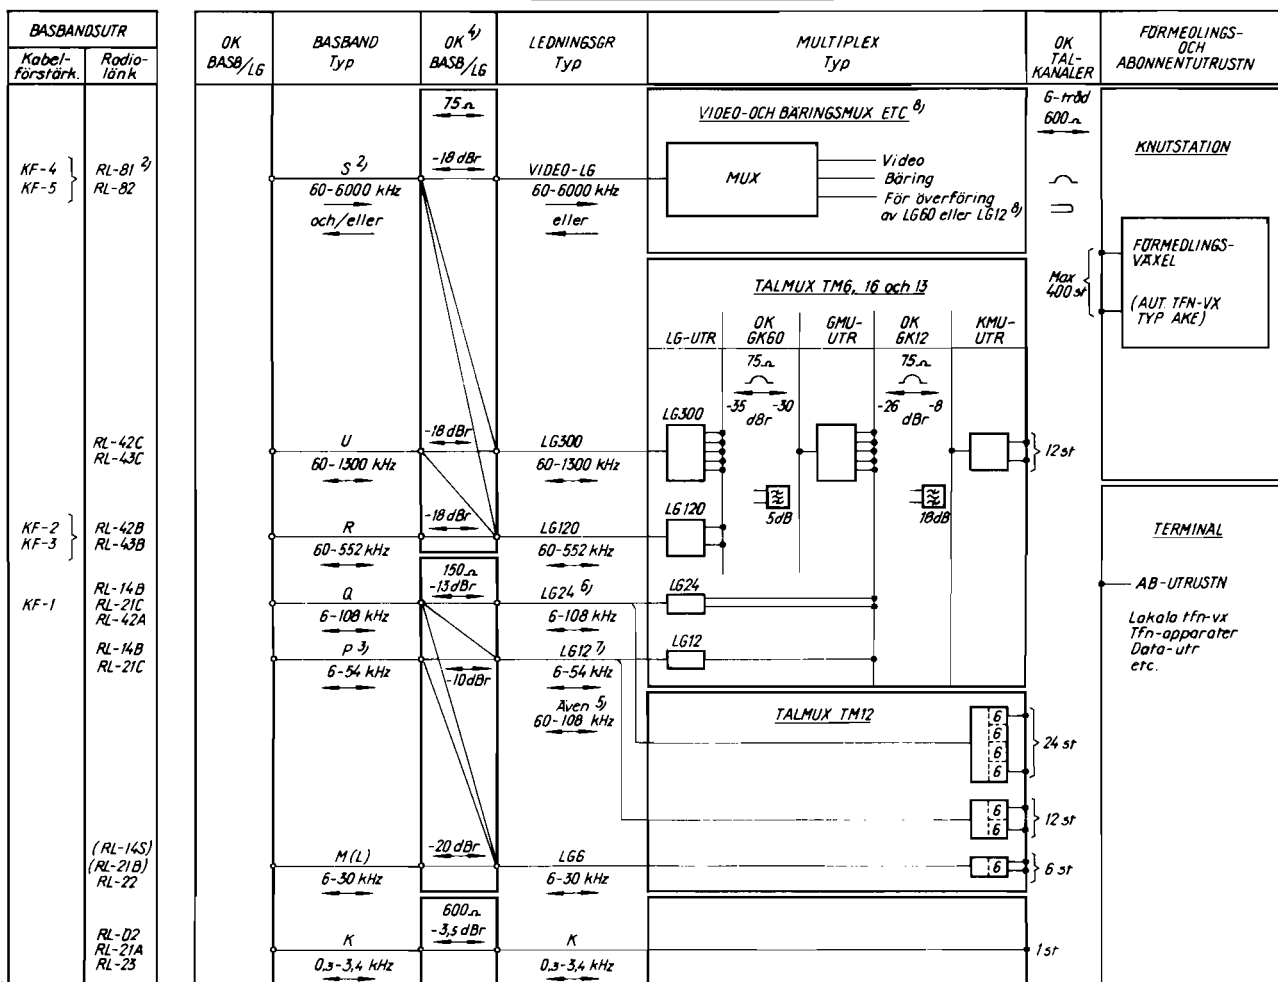 BASBANDSUTR
Kabel-
förstärk.
Radio-
länk
OK
BASB/LG
BASBAND
Typ
OK 4)
BASB/LG
LEDNINGSGR
Typ
MULTIPLEX
Typ
OK
TAL-
KANALER
FÖRMEDLINGS-
OCH
ABONNENTUTRUSTN
KF-4
KF-5
RL-81 2)
RL-82
RL-42C
RL-43C
KF-2
KF-3
RL-42B
RL-43B
KF-1
RL-14B
RL-21C
RL-42A
RL-14B
RL-21C
(RL-14S)
(RL-21B)
RL-22
RL-02
RL-21A
RL-23
S 2)
60-6000 kHz
och/eller
U
60-1300 kHz
R
60-552 kHz
Q
6-108 kHz
P 3)
6-54 kHz
M(L)
6-30 kHz
K
0,3-3,4 kHz
75Ω
-18 dBr
-18 dBr
-18 dBr
150Ω
-13 dBr
-10 dBr
-20 dBr
600Ω
-3,5 dBr
VIDEO-LG
60-6000 kHz
eller
LG300
60-1300 kHz
LG120
60-552 kHz
LG24 6)
6-108 kHz
LG12 7)
6-54 kHz
Även 5)
60-108 kHz
LG6
6-30 kHz
K
0,3-3,4 kHz
VIDEO-OCH BÄRINGSMUX ETC 8)
MUX
Video
Bäring
För överföring
av LG60 eller LG12 8)
TALMUX TM6, 16 och 13
LG-UTR
OK
GK60
GMU-
UTR
OK
GK12
KMU-
UTR
75Ω
-35 -30
dBr
75Ω
-26 -8
dBr
LG300
LG120
5dB
18dB
LG24
LG12
TALMUX TM12
6
6
6
6
6
6
6
6-tråd
600Ω
Max
400 st
12 st
24 st
12 st
6 st
1 st
KNUTSTATION
FÖRMEDLINGS-
VÄXEL
(AUT. TFN-VX
TYP AKE)
TERMINAL
AB-UTRUSTN
Lokala tfn-vx
Tfn-apparater
Data-utr
etc.